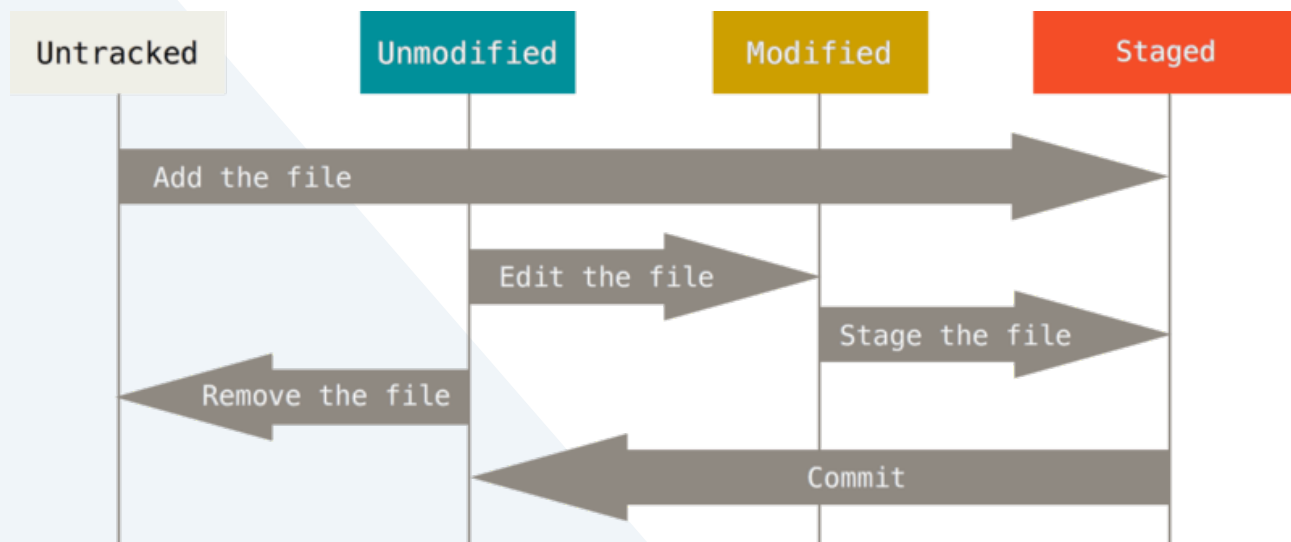 Untracked
Unmodified
Modified
Staged
Add the file
Edit the file
Stage the file
Remove the file
Commit